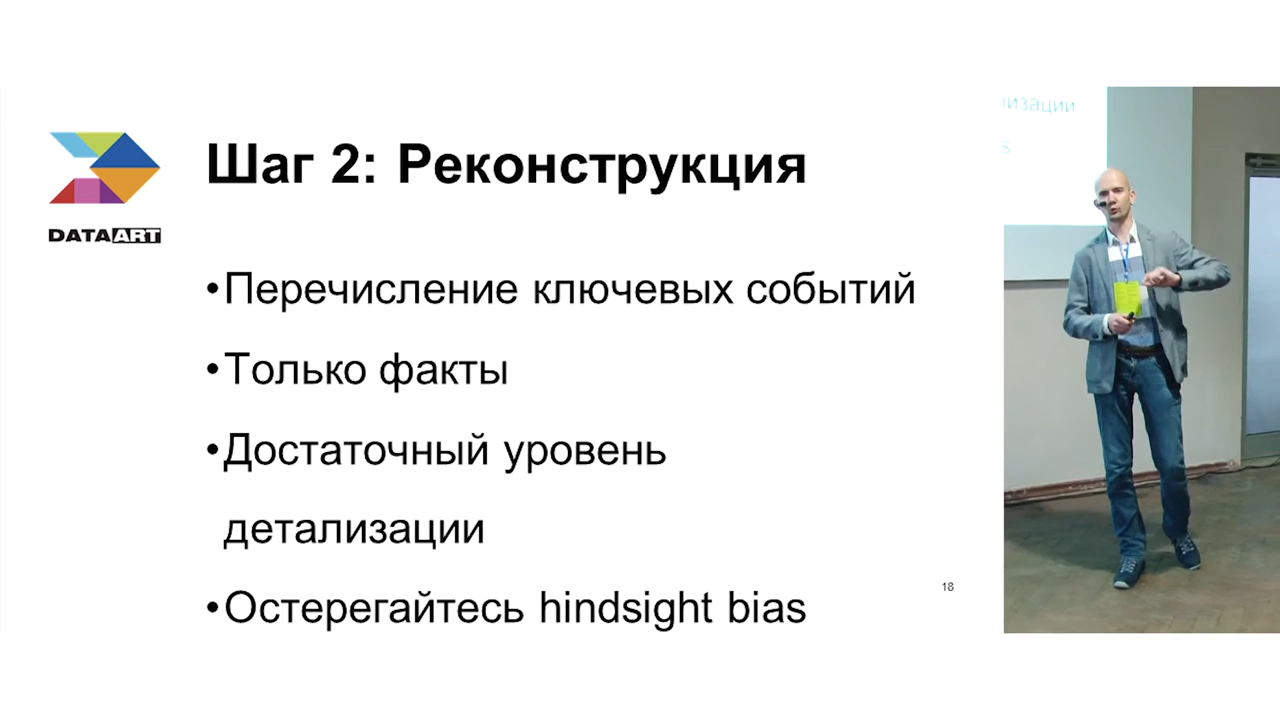 DATAART
Шаг 2: Реконструкция
•Перечисление ключевых событий
•Только факты
•Достаточный уровень
детализации
•Остерегайтесь hindsight bias
18